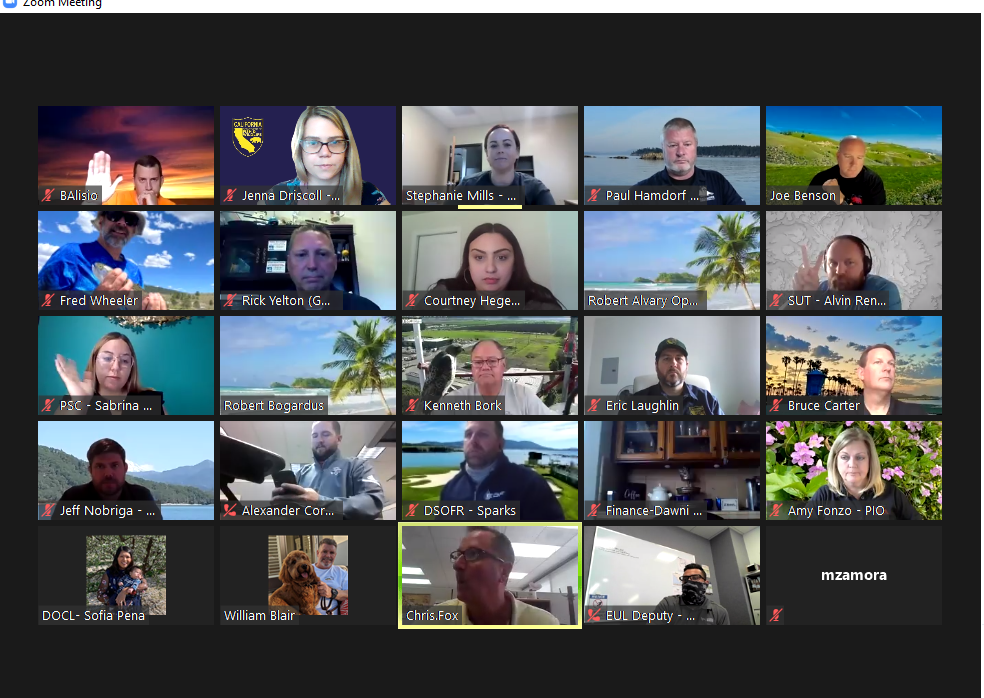 Zoom Meeting
CALIFORNIA
BAlisio
Jenna Driscoll -...
Stephanie Mills - ...
Paul Hamdorf ...
Joe Benson
Fred Wheeler
Rick Yelton (G...
Courtney Hege...
Robert Alvary Op...
SUT - Alvin Ren...
PSC - Sabrina ...
Robert Bogardus
Kenneth Bork
Eric Laughlin
Bruce Carter
Jeff Nobriga - ...
Alexander Cor...
DSOFR - Sparks
Finance-Dawni ...
Amy Fonzo - PIO
DOCL- Sofia Pena
William Blair
Chris.Fox
EUL Deputy - ...
mzamora